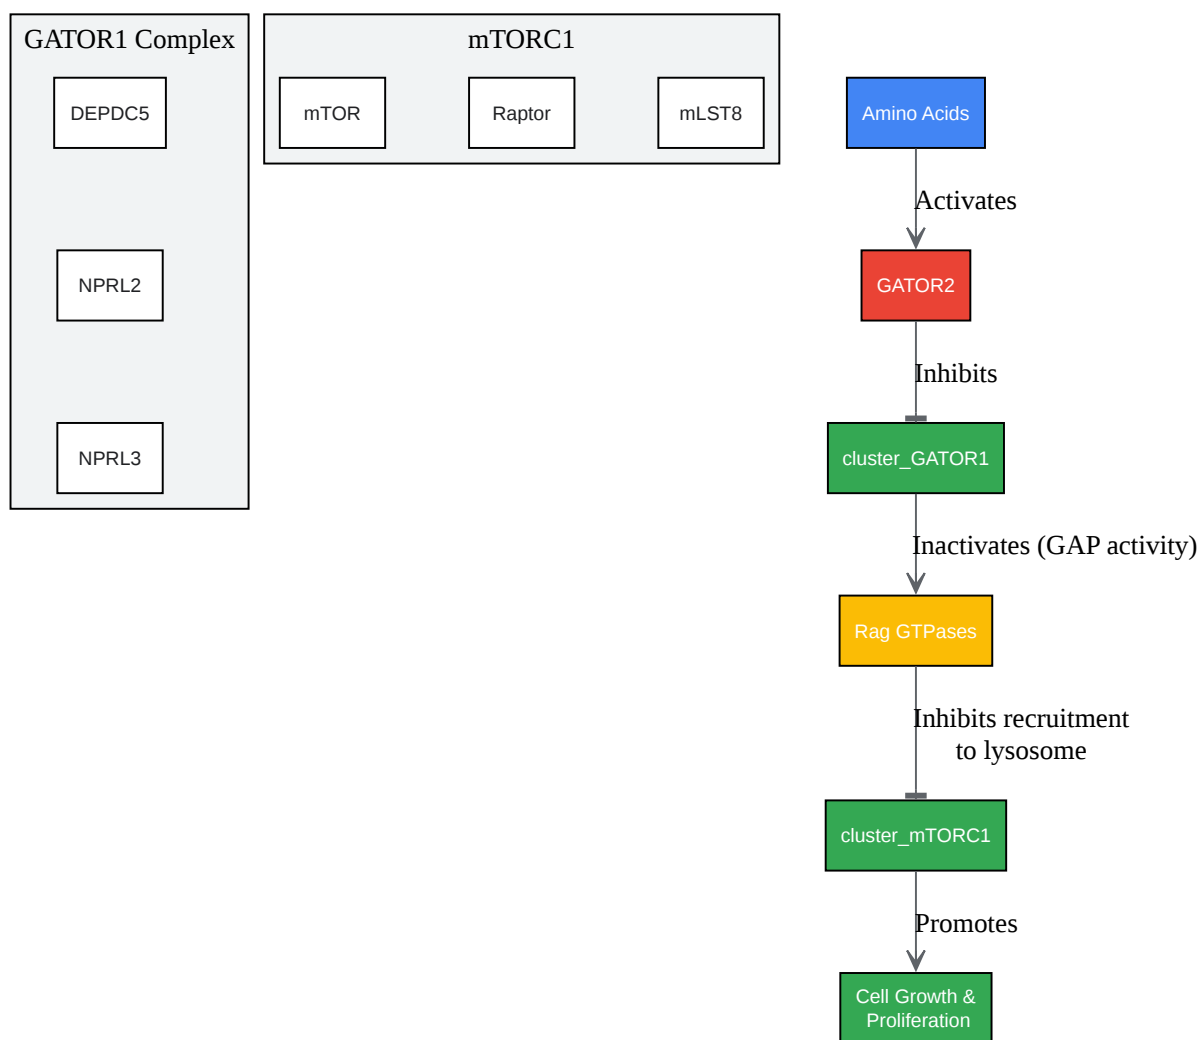 GATOR1 Complex
DEPDC5
NPRL2
NPRL3
mTORC1
mTOR
Raptor
mLST8
Amino Acids
Activates
GATOR2
Inhibits
cluster_GATOR1
Inactivates (GAP activity)
Rag GTPases
Inhibits recruitment
to lysosome
cluster_mTORC1
Promotes
Cell Growth &
Proliferation